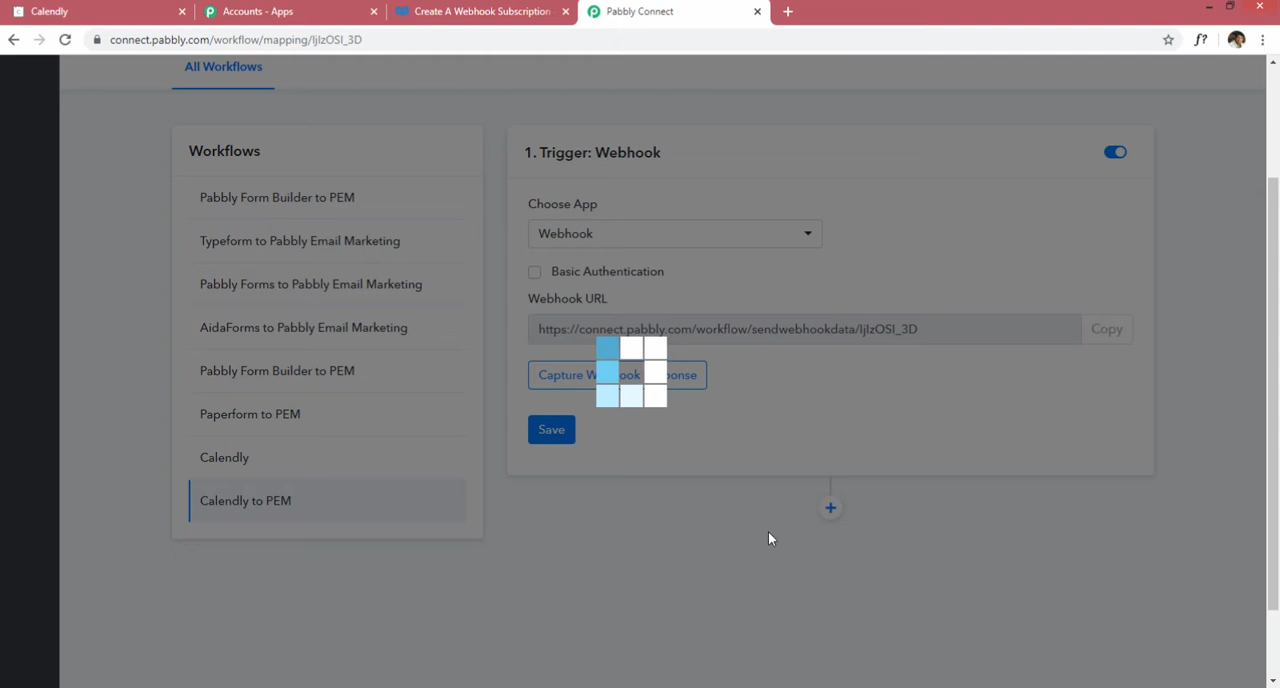 Calendly
Accounts - Apps
Create A Webhook Subscription
Pabbly Connect
connect.pabbly.com/workflow/mapping/IjIzOSI_3D
f?
All Workflows
Workflows
Pabbly Form Builder to PEM
Typeform to Pabbly Email Marketing
Pabbly Forms to Pabbly Email Marketing
AidaForms to Pabbly Email Marketing
Pabbly Form Builder to PEM
Paperform to PEM
Calendly
Calendly to PEM
1. Trigger: Webhook
Choose App
Webhook
Basic Authentication
Webhook URL
https://connect.pabbly.com/workflow/sendwebhookdata/IjIzOSI_3D
Copy
Capture
Save